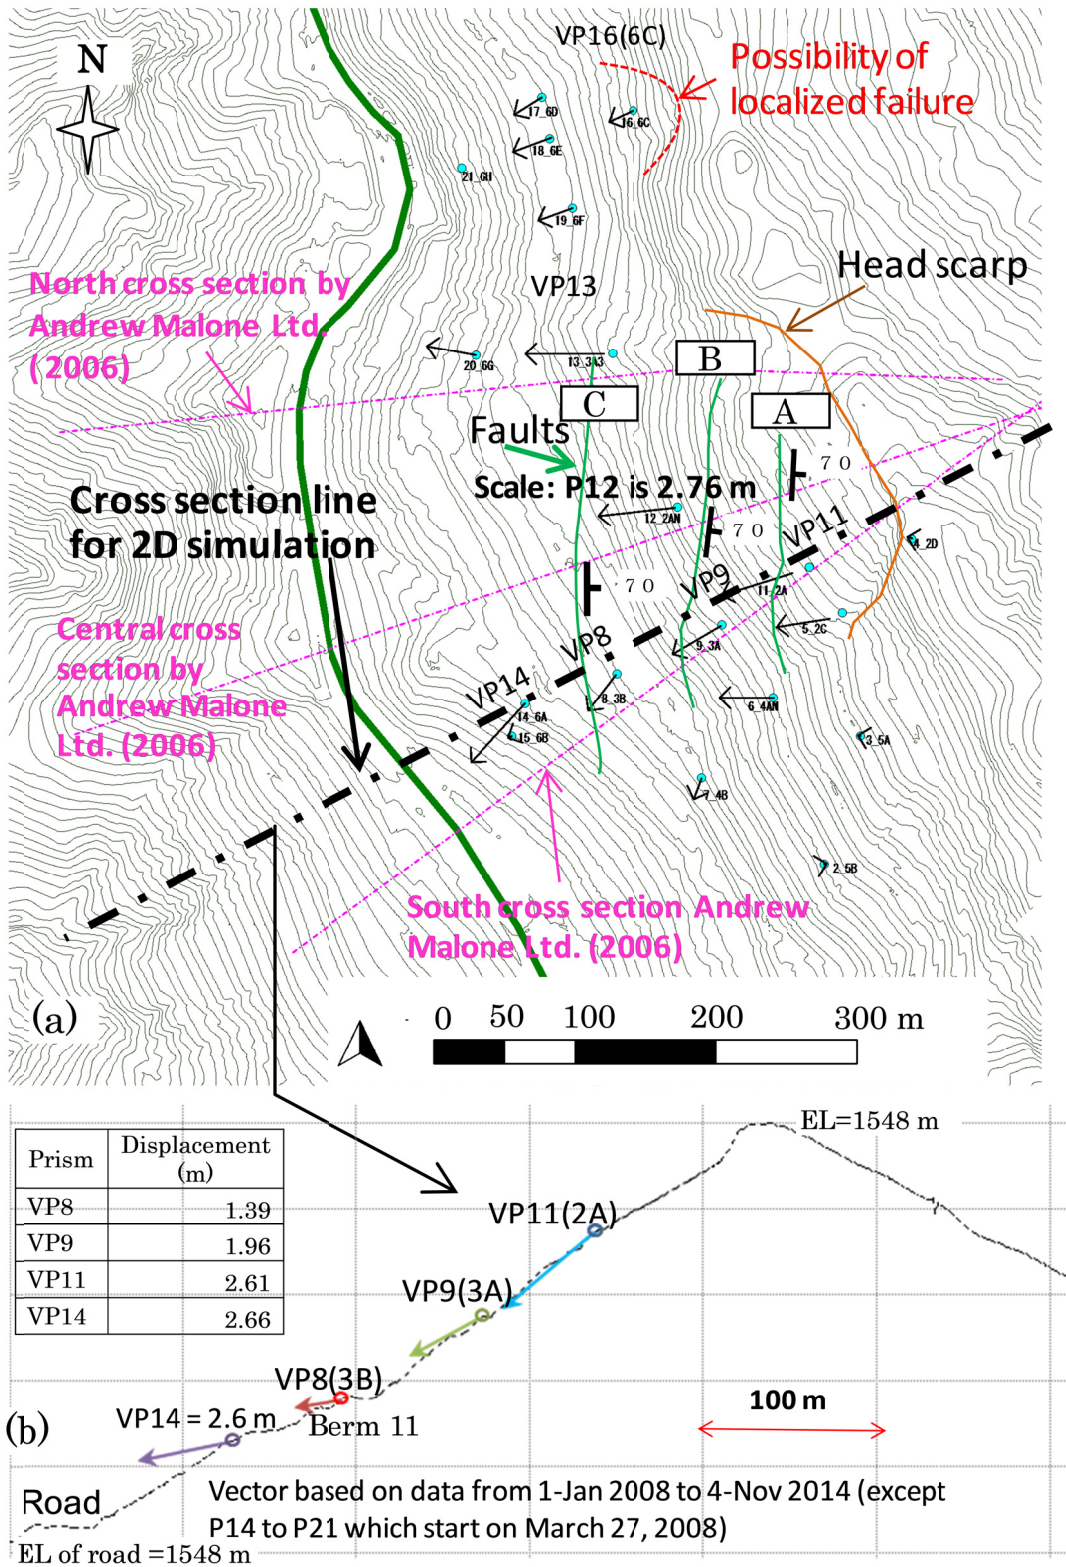 N
VP16(6C)
Possibility of
localized failure
17_6D
16_6C
18_6E
21_6H
19_6F
Head scarp
North cross section by
Andrew Malone Ltd.
(2006)
VP13
20_6G
13_3A3
B
C
A
Faults
70
Scale: P12 is 2.76 m
Cross section line
for 2D simulation
12_2AN
70
VP11
4_2D
70
VP9
11_2A
Central cross
section by
Andrew Malone
Ltd. (2006)
VP8
9_3A
5_2C
VP14
8_3B
6_4AN
14_6A
15_6B
3_5A
7_4B
2_5B
South cross section Andrew
Malone Ltd. (2006)
(a)
0 50 100 200 300 m
EL=1548 m
Prism Displacement
(m)
VP8 1.39
VP9 1.96
VP11 2.61
VP14 2.66
VP11(2A)
VP9(3A)
VP8(3B)
100 m
VP14 = 2.6 m
Berm 11
(b)
Road
Vector based on data from 1-Jan 2008 to 4-Nov 2014 (except
P14 to P21 which start on March 27, 2008)
EL of road =1548 m